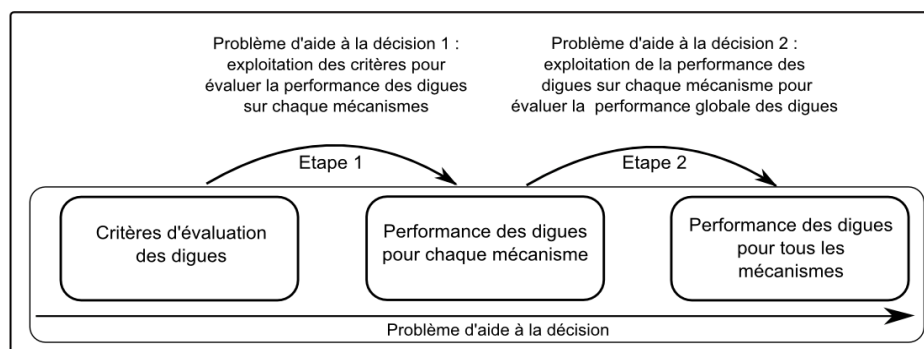 Problème d'aide à la décision 1 :
exploitation des critères pour
évaluer la performance des digues
sur chaque mécanismes
Problème d'aide à la décision 2 :
exploitation de la performance des
digues sur chaque mécanisme pour
évaluer la performance globale des digues
Etape 1
Etape 2
Critères d'évaluation
des digues
Performance des digues
pour chaque mécanisme
Performance des digues
pour tous les
mécanismes
Problème d'aide à la décision